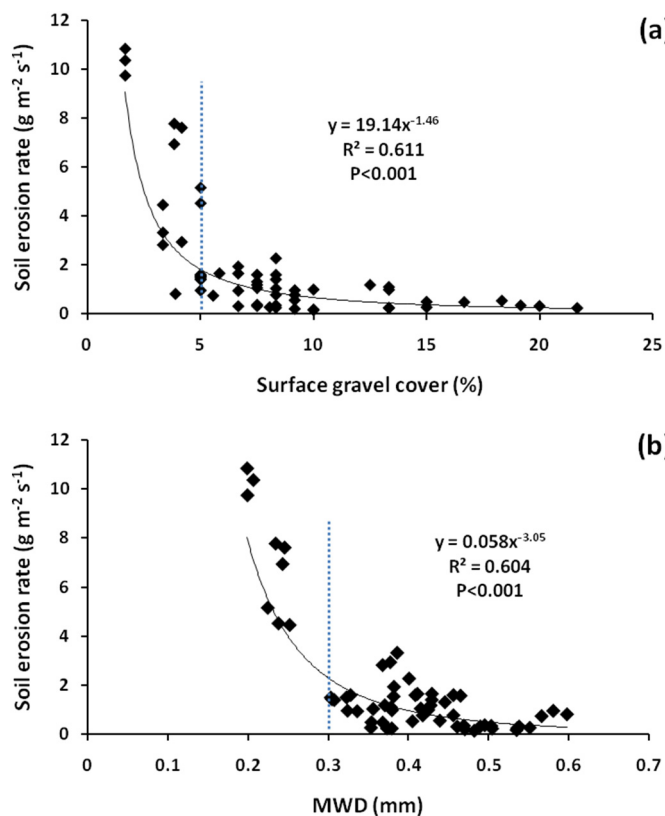 (a)
12
10
8
6
4
2
0
Soil erosion rate (g m⁻² s⁻¹)
y = 19.14x⁻¹·⁴⁶
R² = 0.611
P<0.001
0 5 10 15 20 25
Surface gravel cover (%)
(b)
12
10
8
6
4
2
0
Soil erosion rate (g m⁻² s⁻¹)
y = 0.058x⁻³·⁰⁵
R² = 0.604
P<0.001
0 0.1 0.2 0.3 0.4 0.5 0.6 0.7
MWD (mm)